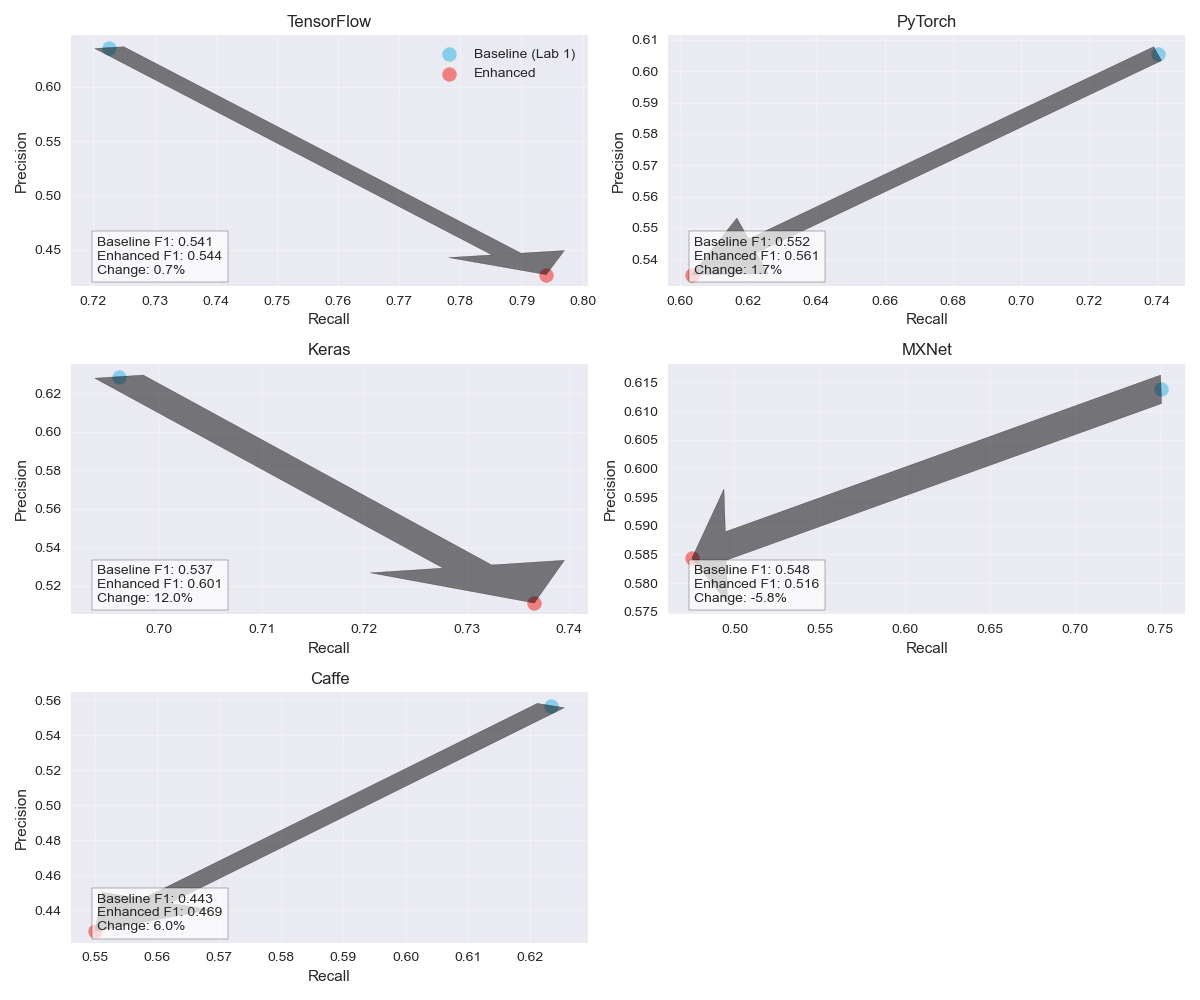 TensorFlow
Precision
0.60
0.55
0.50
0.45
Baseline (Lab 1)
Enhanced
Baseline F1: 0.541
Enhanced F1: 0.544
Change: 0.7%
0.72 0.73 0.74 0.75 0.76 0.77 0.78 0.79 0.80
Recall
PyTorch
Precision
0.61
0.60
0.59
0.58
0.57
0.56
0.55
0.54
Baseline F1: 0.552
Enhanced F1: 0.561
Change: 1.7%
0.60 0.62 0.64 0.66 0.68 0.70 0.72 0.74
Recall
Keras
Precision
0.62
0.60
0.58
0.56
0.54
0.52
Baseline F1: 0.537
Enhanced F1: 0.601
Change: 12.0%
0.70 0.71 0.72 0.73 0.74
Recall
MXNet
Precision
0.615
0.610
0.605
0.600
0.595
0.590
0.585
0.580
0.575
Baseline F1: 0.548
Enhanced F1: 0.516
Change: -5.8%
0.50 0.55 0.60 0.65 0.70 0.75
Recall
Caffe
Precision
0.56
0.54
0.52
0.50
0.48
0.46
0.44
Baseline F1: 0.443
Enhanced F1: 0.469
Change: 6.0%
0.55 0.56 0.57 0.58 0.59 0.60 0.61 0.62
Recall